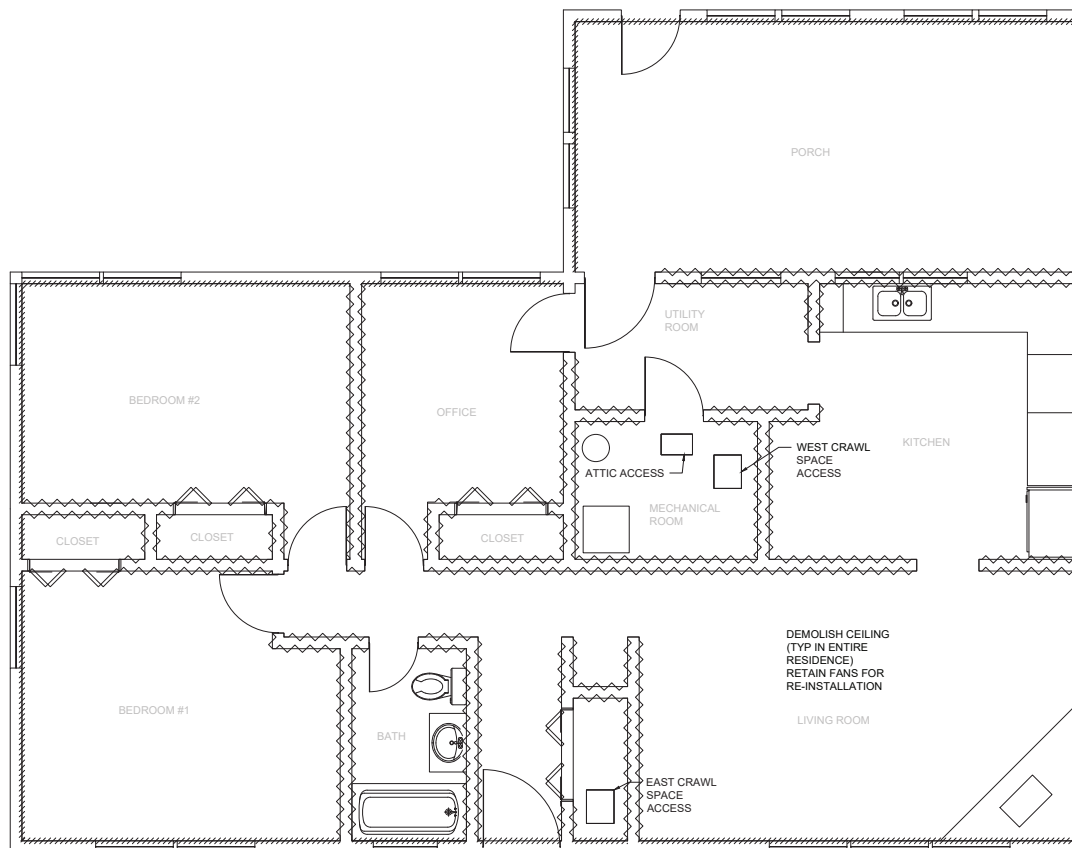 PORCH
UTILITY
ROOM
BEDROOM #2
OFFICE
KITCHEN
WEST CRAWL
SPACE
ACCESS
ATTIC ACCESS
MECHANICAL
ROOM
CLOSET
CLOSET
CLOSET
DEMOLISH CEILING
(TYP IN ENTIRE
RESIDENCE)
RETAIN FANS FOR
RE-INSTALLATION
BEDROOM #1
LIVING ROOM
BATH
EAST CRAWL
SPACE
ACCESS